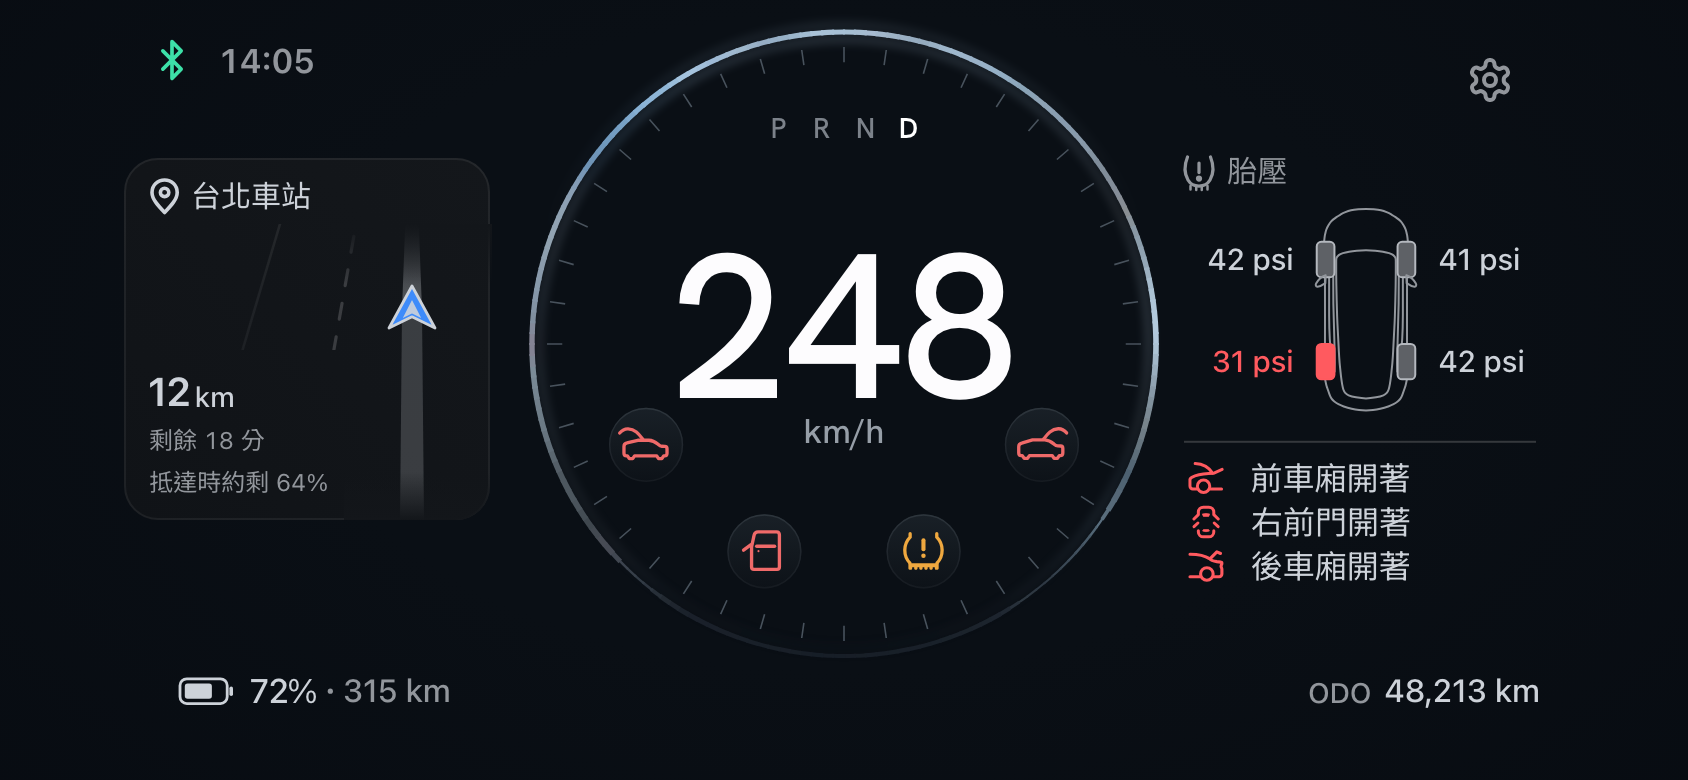 14:05
台北車站
12 km
剩餘 18 分
抵達時約剩 64%
72% · 315 km
P R N D
248
km/h
胎壓
42 psi
41 psi
31 psi
42 psi
前車廂開著
右前門開著
後車廂開著
ODO 48,213 km